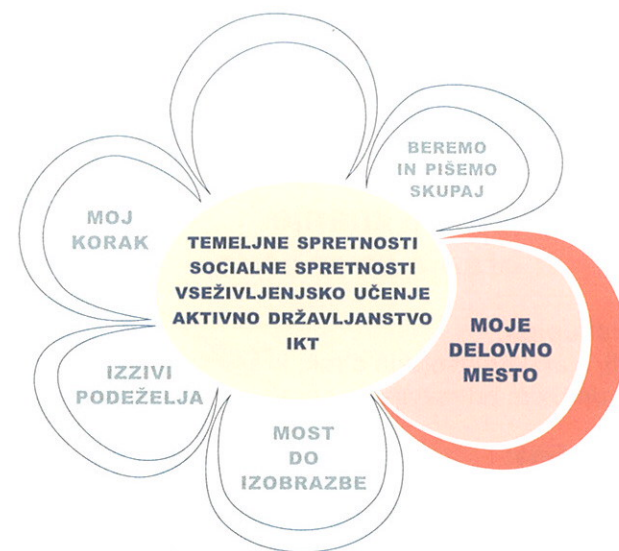 BEREMO
IN PIŠEMO
SKUPAJ
MOJ
KORAK
TEMELJNE SPRETNOSTI
SOCIALNE SPRETNOSTI
VSEŽIVLJENJSKO UČENJE
AKTIVNO DRŽAVLJANSTVO
IKT
MOJE
DELOVNO
MESTO
IZZIVI
PODEŽELJA
MOST
DO
IZOBRAZBE